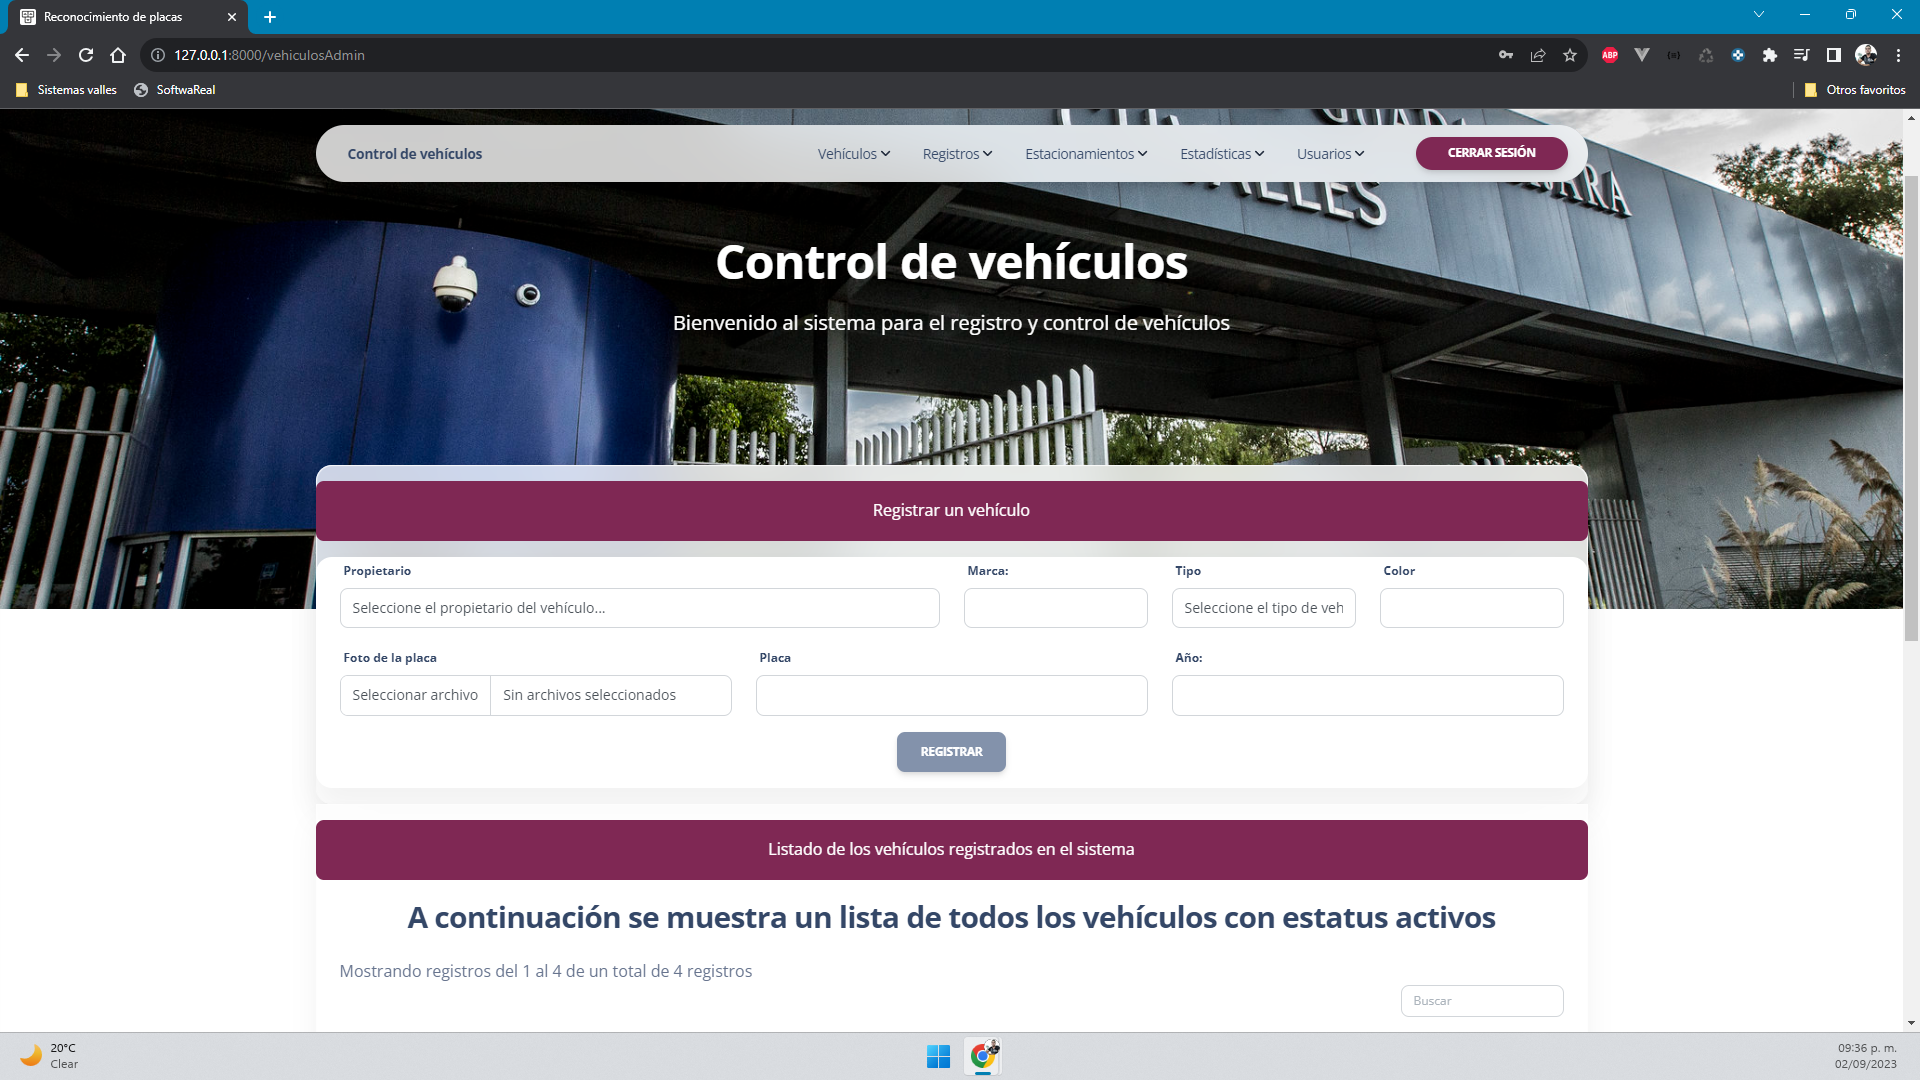 Reconocimiento de placas
127.0.0.1:8000/vehiculosAdmin
ABP
Sistemas valles
SoftwaReal
Otros favoritos
Control de vehículos
Vehículos
Registros
Estacionamientos
Estadísticas
Usuarios
CERRAR SESIÓN
Control de vehículos
Bienvenido al sistema para el registro y control de vehículos
Registrar un vehículo
Propietario
Marca:
Tipo
Color
Seleccione el propietario del vehículo...
Seleccione el tipo de veh
Foto de la placa
Placa
Año:
Seleccionar archivo
Sin archivos seleccionados
REGISTRAR
Listado de los vehículos registrados en el sistema
A continuación se muestra un lista de todos los vehículos con estatus activos
Mostrando registros del 1 al 4 de un total de 4 registros
Buscar
20°C
Clear
09:36 p. m.
02/09/2023